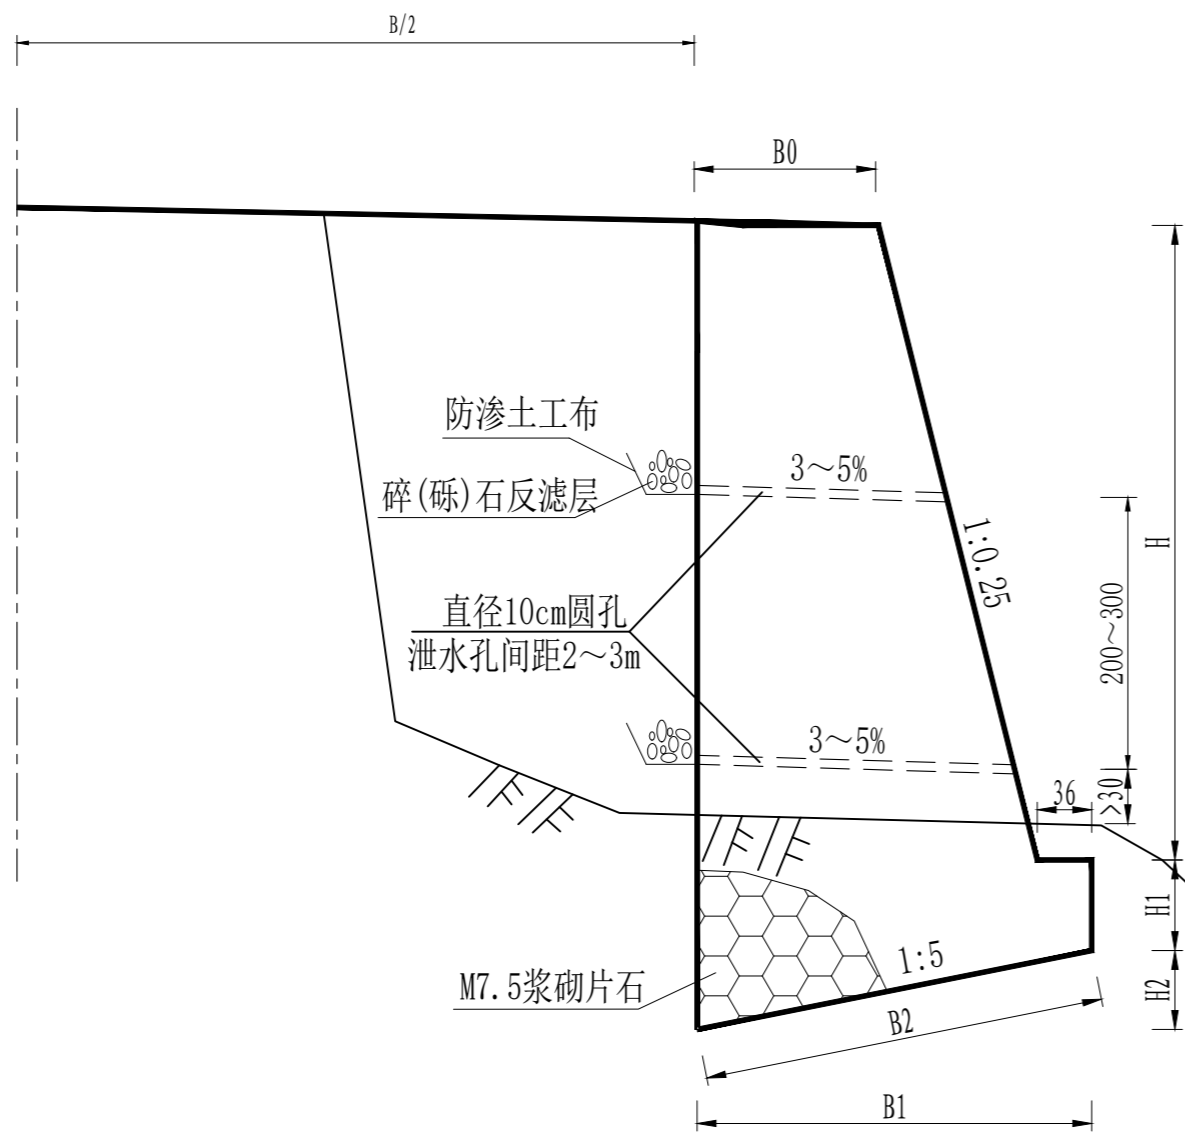 B/2
B0
防渗土工布
碎(砾)石反滤层
3～5%
1:0.25
H
直径10cm圆孔
泄水孔间距2～3m
200～300
3～5%
36
>30
H1
M7.5浆砌片石
1:5
H2
B2
B1